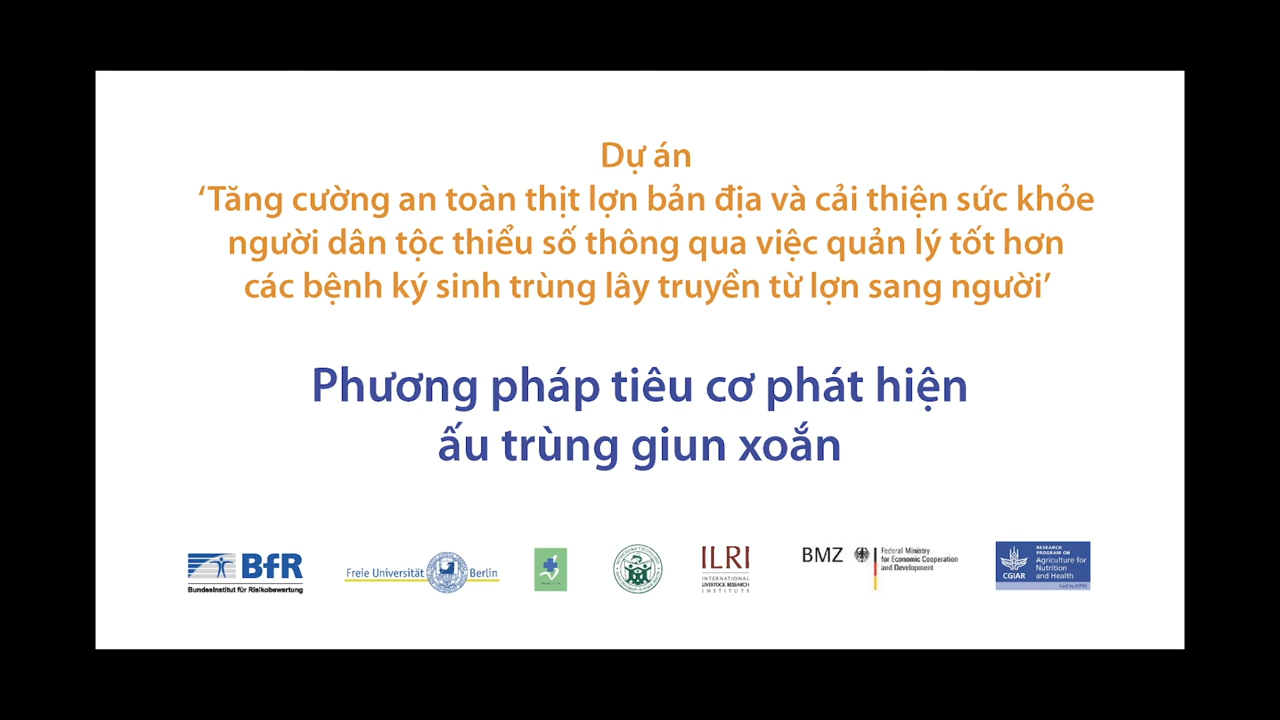 Dự án
‘Tăng cường an toàn thịt lợn bản địa và cải thiện sức khỏe
người dân tộc thiểu số thông qua việc quản lý tốt hơn
các bệnh ký sinh trùng lây truyền từ lợn sang người’
Phương pháp tiêu cơ phát hiện
ấu trùng giun xoắn
BfR
Bundesinstitut für Risikobewertung
Freie Universität Berlin
ILRI
INTERNATIONAL
LIVESTOCK RESEARCH
INSTITUTE
BMZ
Federal Ministry
for Economic Cooperation
and Development
CGIAR
RESEARCH
PROGRAM ON
Agriculture for
Nutrition
and Health
Led by IFPRI